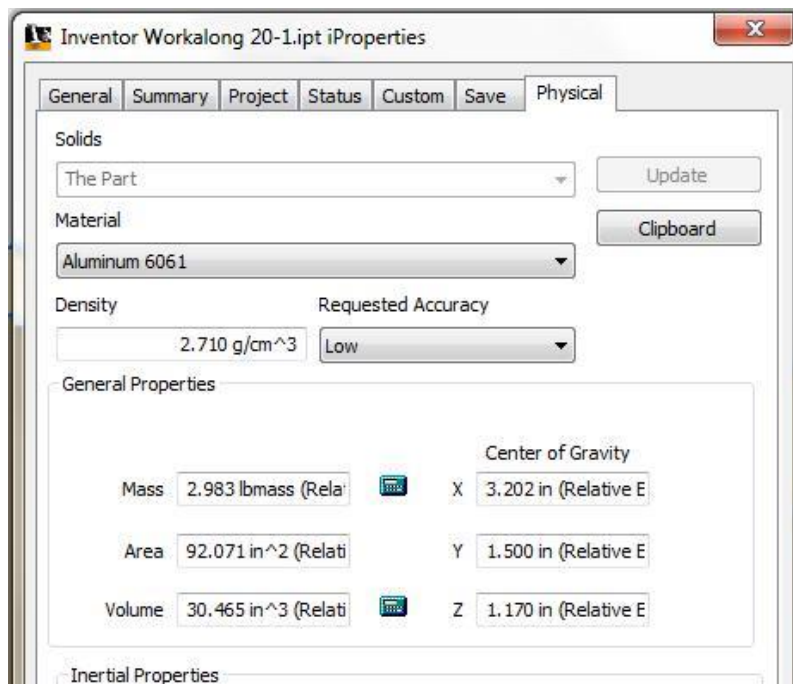 Inventor Workalong 20-1.ipt iProperties
General Summary Project Status Custom Save Physical
Solids
The Part
Update
Material
Clipboard
Aluminum 6061
Density Requested Accuracy
2.710 g/cm^3 Low
General Properties
Center of Gravity
Mass 2.983 lbmass (Rela X 3.202 in (Relative E
Area 92.071 in^2 (Relati Y 1.500 in (Relative E
Volume 30.465 in^3 (Relati Z 1.170 in (Relative E
Inertial Properties